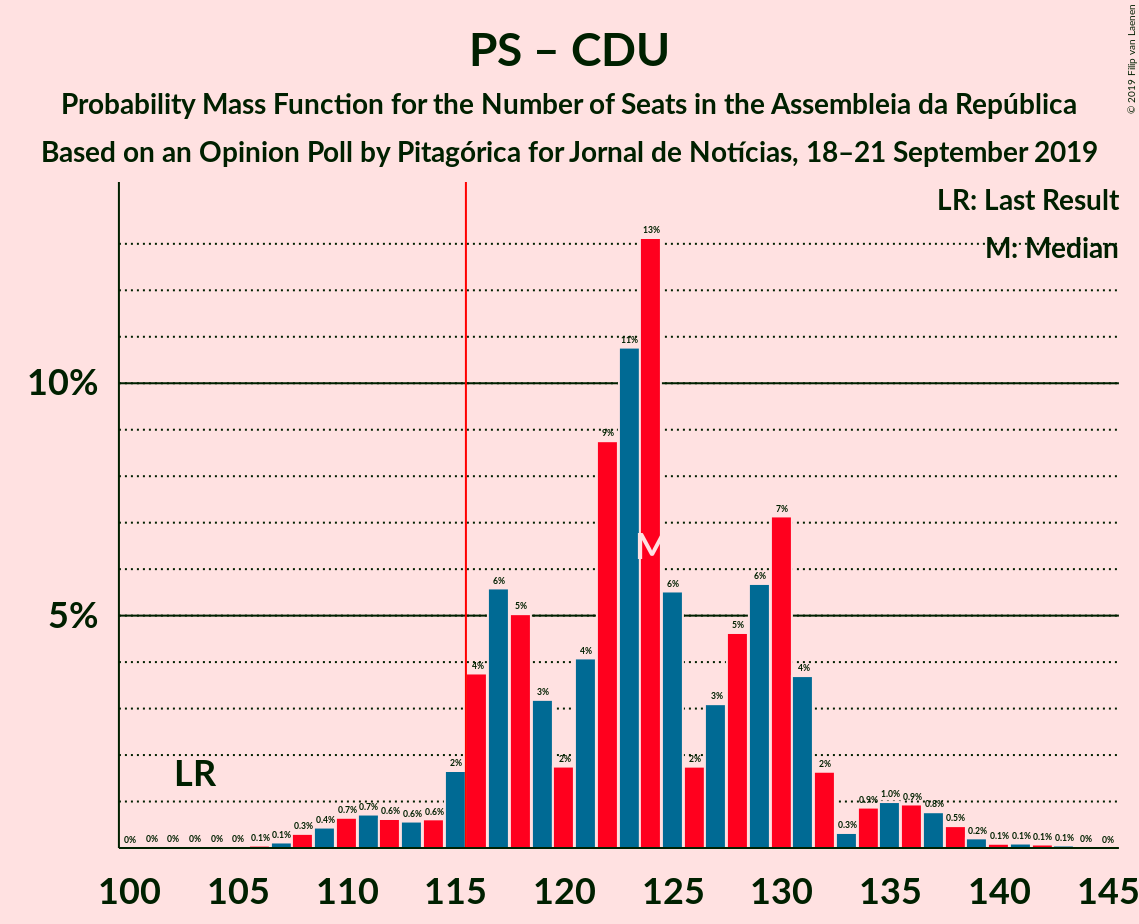 PS – CDU
Probability Mass Function for the Number of Seats in the Assembleia da República
Based on an Opinion Poll by Pitagórica for Jornal de Notícias, 18–21 September 2019
© 2019 Filip van Laenen
LR: Last Result
M: Median
10%
5%
0% 0% 0% 0% 0% 0% 0.1% 0.1% 0.3% 0.4% 0.7% 0.7% 0.6% 0.6% 0.6% 2% 4% 6% 5% 3% 2% 4% 9% 11% 13% 6% 2% 3% 5% 6% 7% 4% 2% 0.3% 0.9% 1.0% 0.9% 0.8% 0.5% 0.2% 0.1% 0.1% 0.1% 0.1% 0% 0%
M
LR
100 105 110 115 120 125 130 135 140 145